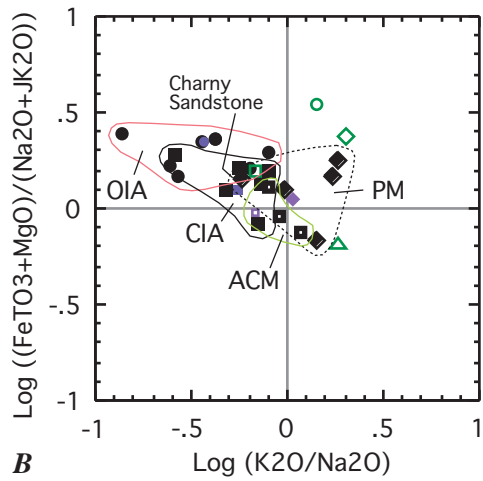 1
.5
0
-.5
-1
-1
-.5
0
.5
1
Log ((FeTO3+MgO)/(Na2O+JK2O))
Log (K2O/Na2O)
Charny
Sandstone
OIA
CIA
ACM
PM
B